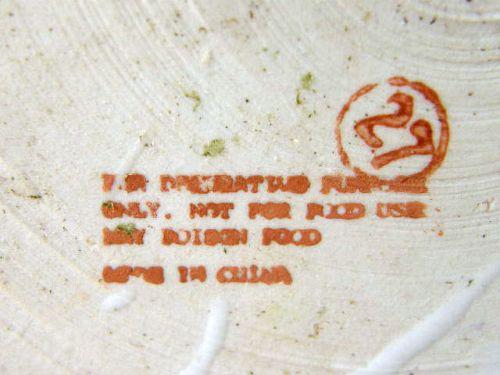 FOR DECORATIVE PURPOSE
ONLY. NOT FOR FOOD USE
MAY POISON FOOD
MADE IN CHINA